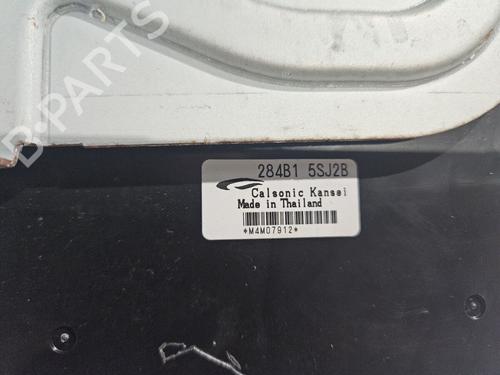 B-PARTS
284B1 5SJ2B
Calsonic Kansei
Made in Thailand
*M4M07912*